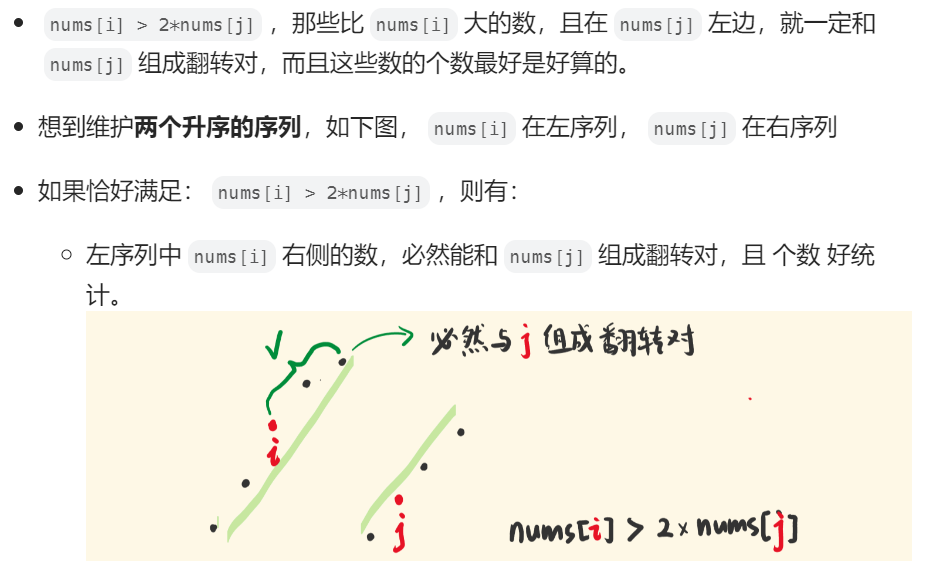 nums[i] > 2*nums[j] ，那些比 nums[i] 大的数，且在 nums[j] 左边，就一定和
nums[j] 组成翻转对，而且这些数的个数最好是好算的。
想到维护两个升序的序列，如下图， nums[i] 在左序列， nums[j] 在右序列
如果恰好满足： nums[i] > 2*nums[j] ，则有：
左序列中 nums[i] 右侧的数，必然能和 nums[j] 组成翻转对，且 个数 好统
计。
必然与 j 组成翻转对
i
j
nums[i] > 2 × nums[j]